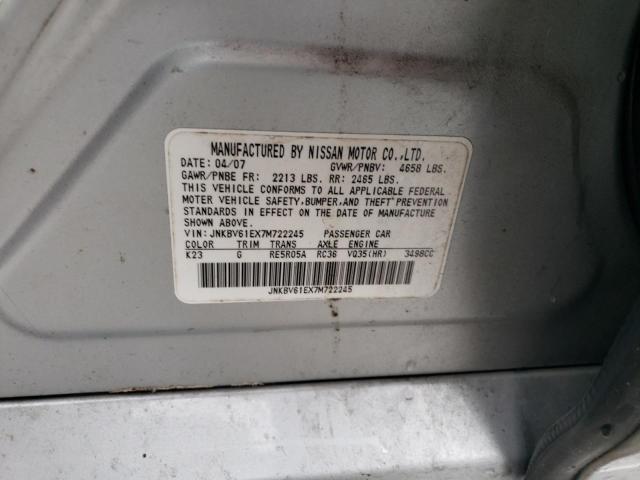 MANUFACTURED BY NISSAN MOTOR CO.,LTD.
DATE: 04/07 GVWR/PNBV: 4658 LBS.
GAWR/PNBE FR: 2213 LBS. RR: 2465 LBS.
THIS VEHICLE CONFORMS TO ALL APPLICABLE FEDERAL
MOTOR VEHICLE SAFETY, BUMPER, AND THEFT PREVENTION
STANDARDS IN EFFECT ON THE DATE OF MANUFACTURE
SHOWN ABOVE.
VIN: JNKBV61EX7M722245 PASSENGER CAR
COLOR TRIM TRANS AXLE ENGINE
K23 G RE5R05A RC36 VQ35(HR) 3498CC
JNKBV61EX7M722245